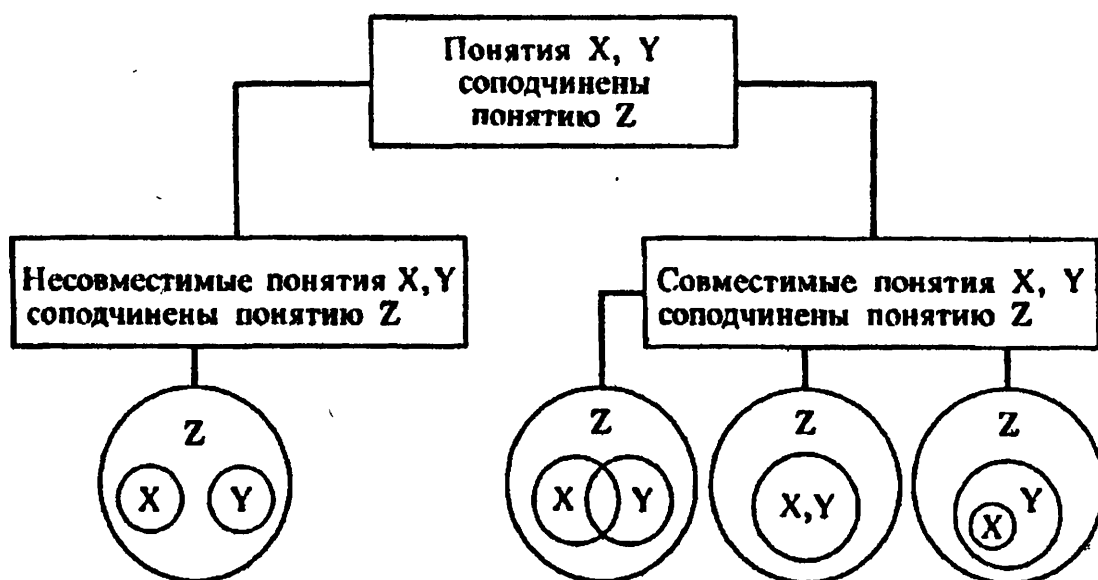 Понятия X, Y
соподчинены
понятию Z
Несовместимые понятия X, Y
соподчинены понятию Z
Совместимые понятия X, Y
соподчинены понятию Z
Z
X Y
Z
X Y
Z
X, Y
Z
Y
X